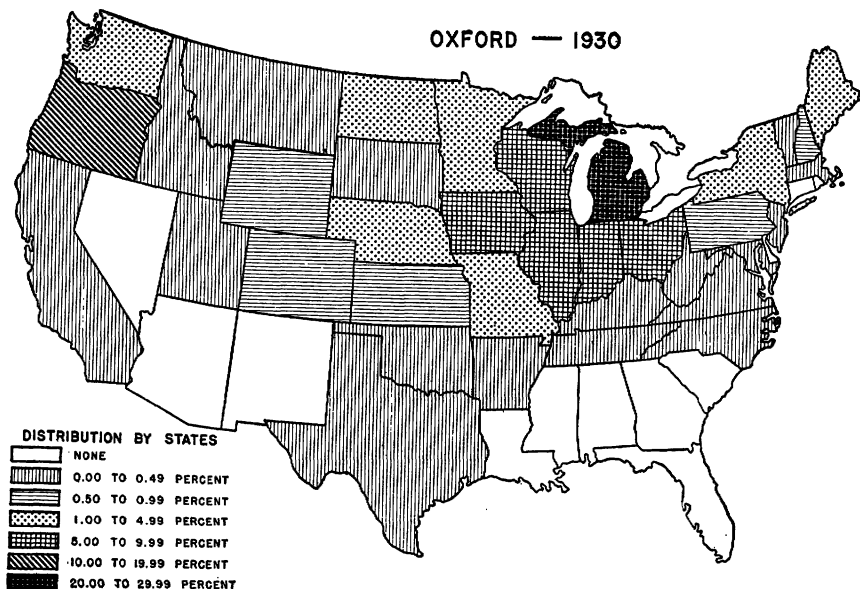 OXFORD — 1930
DISTRIBUTION BY STATES
NONE
0.00 TO 0.49 PERCENT
0.50 TO 0.99 PERCENT
1.00 TO 4.99 PERCENT
5.00 TO 9.99 PERCENT
10.00 TO 19.99 PERCENT
20.00 TO 29.99 PERCENT